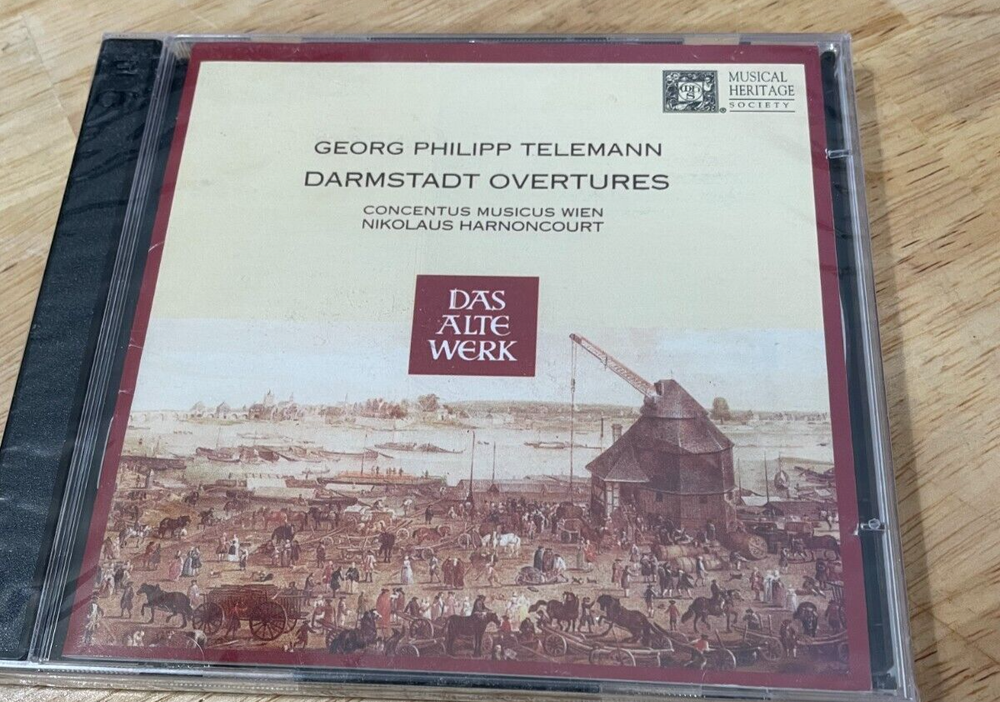 MUSICAL
HERITAGE
SOCIETY
GEORG PHILIPP TELEMANN
DARMSTADT OVERTURES
CONCENTUS MUSICUS WIEN
NIKOLAUS HARNONCOURT
DAS
ALTE
WERK